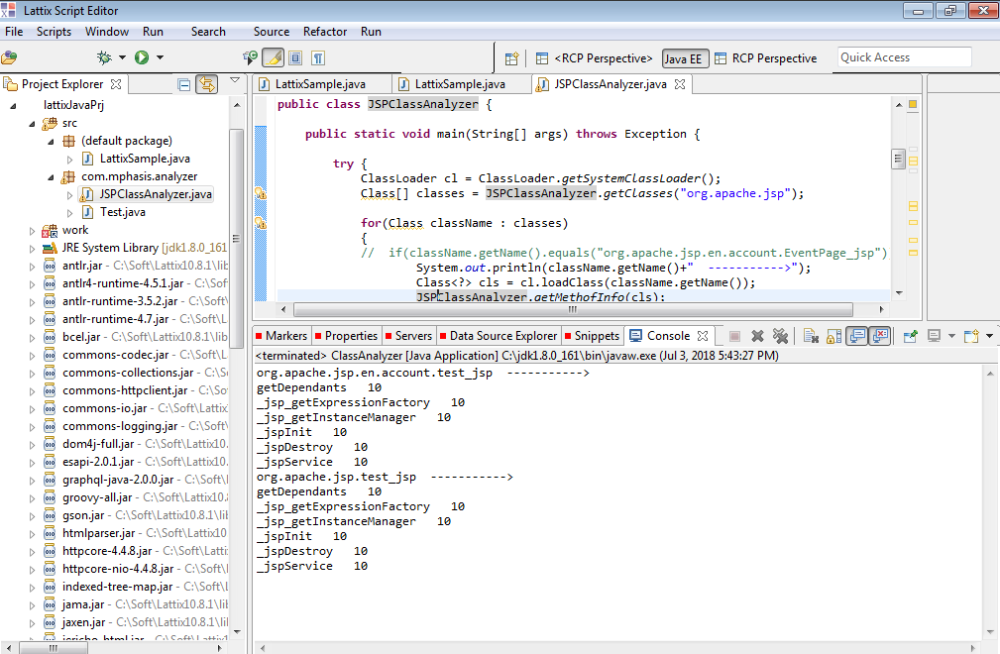 Lattix Script Editor
File Scripts Window Run Search Source Refactor Run
<RCP Perspective> Java EE RCP Perspective Quick Access
Project Explorer
lattixJavaPrj
src
(default package)
LattixSample.java
com.mphasis.analyzer
JSPClassAnalyzer.java
Test.java
work
JRE System Library [jdk1.8.0_161
antlr.jar - C:\Soft\Lattix10.8.1\lib
antlr4-runtime-4.5.1.jar - C:\Soft
antlr-runtime-3.5.2.jar - C:\Soft\
antlr-runtime-4.7.jar - C:\Soft\La
bcel.jar - C:\Soft\Lattix10.8.1\lib
commons-codec.jar - C:\Soft\L
commons-collections.jar - C:\S
commons-httpclient.jar - C:\Sof
commons-io.jar - C:\Soft\Lattix
commons-logging.jar - C:\Soft\
dom4j-full.jar - C:\Soft\Lattix10.
esapi-2.0.1.jar - C:\Soft\Lattix10
graphql-java-2.0.0.jar - C:\Soft\
groovy-all.jar - C:\Soft\Lattix10.
gson.jar - C:\Soft\Lattix10.8.1\lib
htmlparser.jar - C:\Soft\Lattix10
httpcore-4.4.8.jar - C:\Soft\Latti
httpcore-nio-4.4.8.jar - C:\Soft\
indexed-tree-map.jar - C:\Soft\
jama.jar - C:\Soft\Lattix10.8.1\li
jaxen.jar - C:\Soft\Lattix10.8.1\li
jericho-html.jar - C:\Soft\Lattix
LattixSample.java LattixSample.java JSPClassAnalyzer.java
public class JSPClassAnalyzer {
public static void main(String[] args) throws Exception {
try {
ClassLoader cl = ClassLoader.getSystemClassLoader();
Class[] classes = JSPClassAnalyzer.getClasses("org.apache.jsp");
for(Class className : classes)
{
// if(className.getName().equals("org.apache.jsp.en.account.EventPage_jsp")
System.out.println(className.getName()+" ----------->");
Class<?> cls = cl.loadClass(className.getName());
JSPClassAnalyzer.getMethofInfo(cls);
Markers Properties Servers Data Source Explorer Snippets Console
<terminated> ClassAnalyzer [Java Application] C:\jdk1.8.0_161\bin\javaw.exe (Jul 3, 2018 5:43:27 PM)
org.apache.jsp.en.account.test_jsp ----------->
getDependants 10
_jsp_getExpressionFactory 10
_jsp_getInstanceManager 10
_jspInit 10
_jspDestroy 10
_jspService 10
org.apache.jsp.test_jsp ----------->
getDependants 10
_jsp_getExpressionFactory 10
_jsp_getInstanceManager 10
_jspInit 10
_jspDestroy 10
_jspService 10